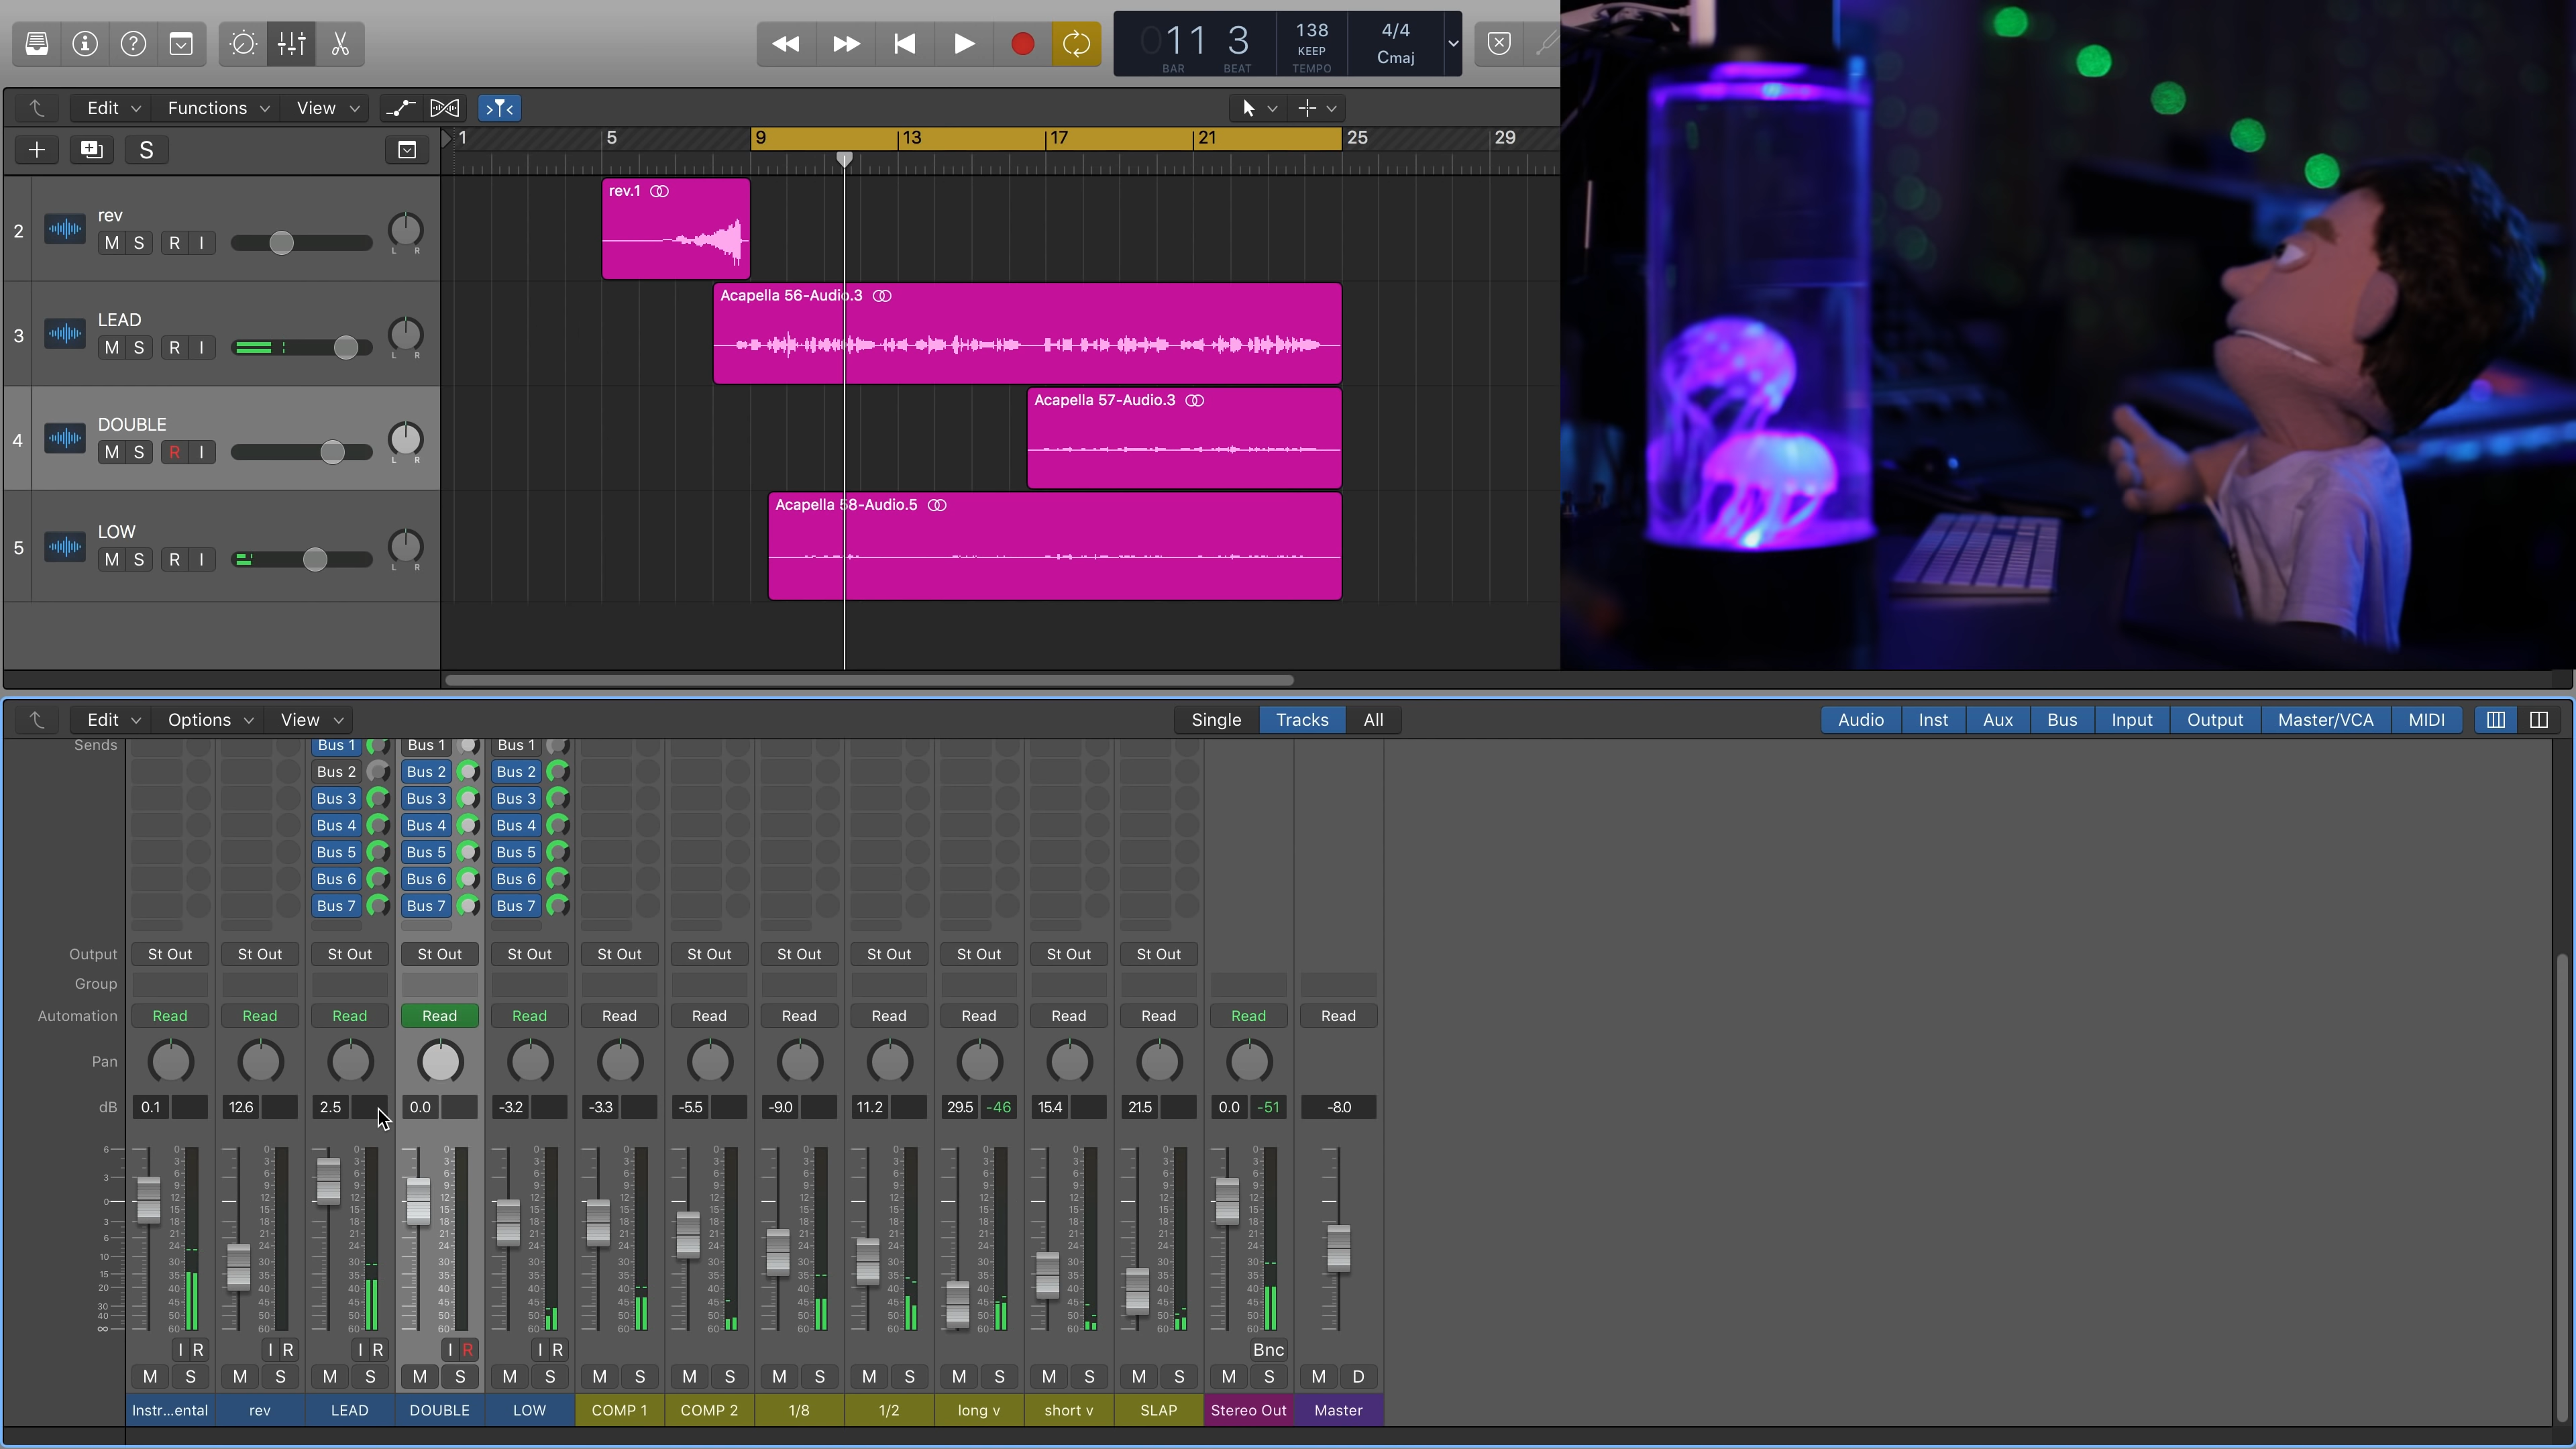 11 3 138 4/4
KEEP Cmaj
BAR BEAT TEMPO
Edit Functions View
S
1 5 9 13 17 21 25 29
2 rev
M S R I
L R
rev.1
3 LEAD
M S R I
L R
Acapella 56-Audio.3
4 DOUBLE
M S R I
L R
Acapella 57-Audio.3
5 LOW
M S R I
L R
Acapella 58-Audio.5
Edit Options View Single Tracks All Audio Inst Aux Bus Input Output Master/VCA MIDI
Sends Bus 1 Bus 1 Bus 1
Bus 2 Bus 2 Bus 2
Bus 3 Bus 3 Bus 3
Bus 4 Bus 4 Bus 4
Bus 5 Bus 5 Bus 5
Bus 6 Bus 6 Bus 6
Bus 7 Bus 7 Bus 7
Output St Out St Out St Out St Out St Out St Out St Out St Out St Out St Out St Out St Out
Group
Automation Read Read Read Read Read Read Read Read Read Read Read Read Read Read
Pan
dB 0.1 12.6 2.5 0.0 -3.2 -3.3 -5.5 -9.0 11.2 29.5 -46 15.4 21.5 0.0 -51 -8.0
I R I R I R I R I R Bnc
M S M S M S M S M S M S M S M S M S M S M S M S M S M D
Instr...ental rev LEAD DOUBLE LOW COMP 1 COMP 2 1/8 1/2 long v short v SLAP Stereo Out Master